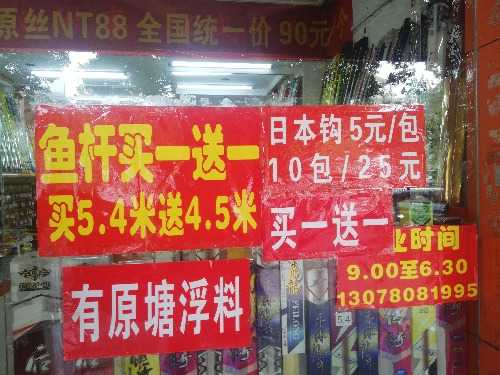 原丝NT88 全国统一价 90元/个
鱼杆买一送一
买5.4米送4.5米
日本钩5元/包
10包/25元
买一送一
业时间
9.00至6.30
13078081995
有原塘浮料